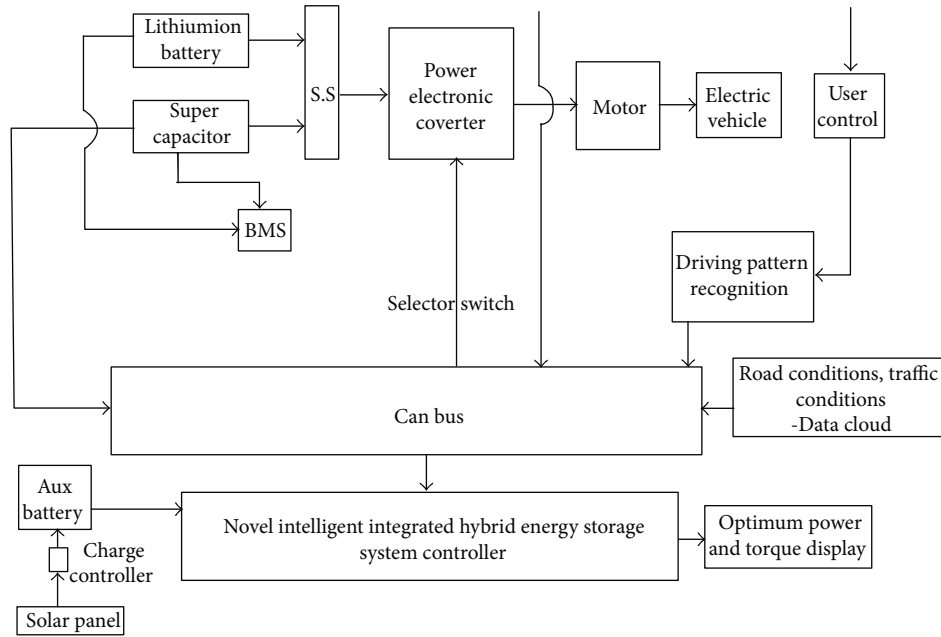 Lithiumion
battery
S.S
Power
electronic
coverter
Motor
Electric
vehicle
User
control
Super
capacitor
BMS
Driving pattern
recognition
Selector switch
Road conditions, traffic
conditions
-Data cloud
Can bus
Aux
battery
Novel intelligent integrated hybrid energy storage
system controller
Optimum power
and torque display
Charge
controller
Solar panel